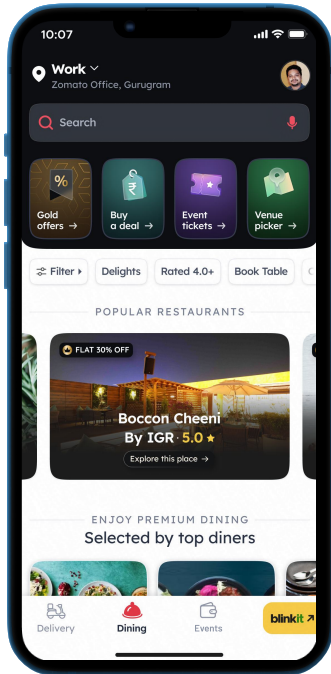 10:07
Work
Zomato Office, Gurugram
Search
%
₹
Gold
offers →
Buy
a deal →
Event
tickets →
Venue
picker →
Filter
Delights
Rated 4.0+
Book Table
POPULAR RESTAURANTS
FLAT 30% OFF
Boccon Cheeni
By IGR · 5.0 ★
Explore this place →
ENJOY PREMIUM DINING
Selected by top diners
Delivery
Dining
Events
blinkit